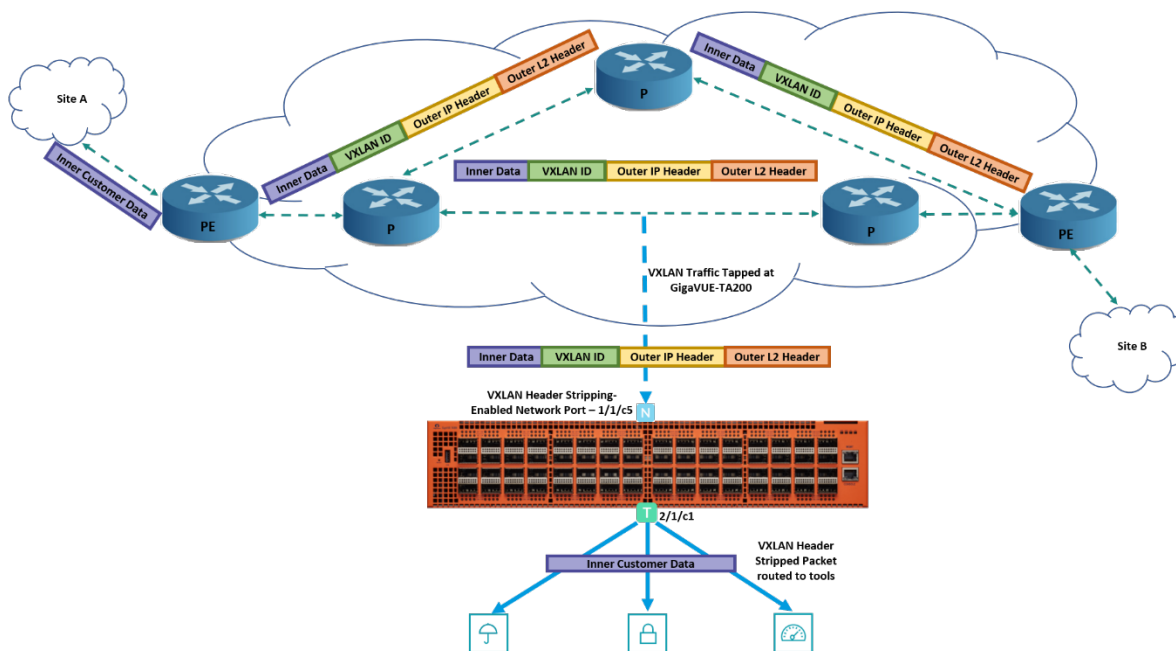 Inner Data VXLAN ID Outer IP Header Outer L2 Header
P
Inner Data VXLAN ID Outer IP Header Outer L2 Header
Site A
Inner Customer Data
PE
P
Inner Data VXLAN ID Outer IP Header Outer L2 Header
P
PE
VXLAN Traffic Tapped at
GigaVUE-TA200
Site B
Inner Data VXLAN ID Outer IP Header Outer L2 Header
VXLAN Header Stripping-
Enabled Network Port – 1/1/c5
N
T
2/1/c1
VXLAN Header
Stripped Packet
routed to tools
Inner Customer Data